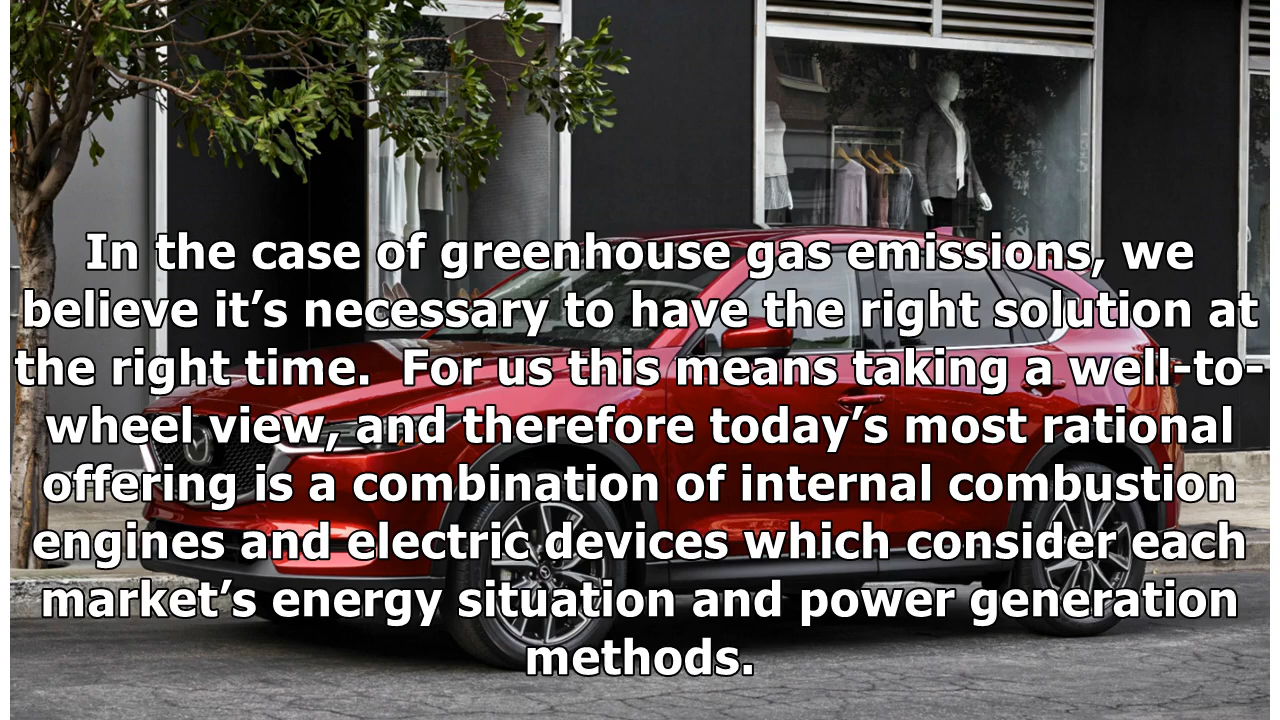 In the case of greenhouse gas emissions, we
believe it’s necessary to have the right solution at
the right time.  For us this means taking a well-to-
wheel view, and therefore today’s most rational
offering is a combination of internal combustion
engines and electric devices which consider each
market’s energy situation and power generation
methods.